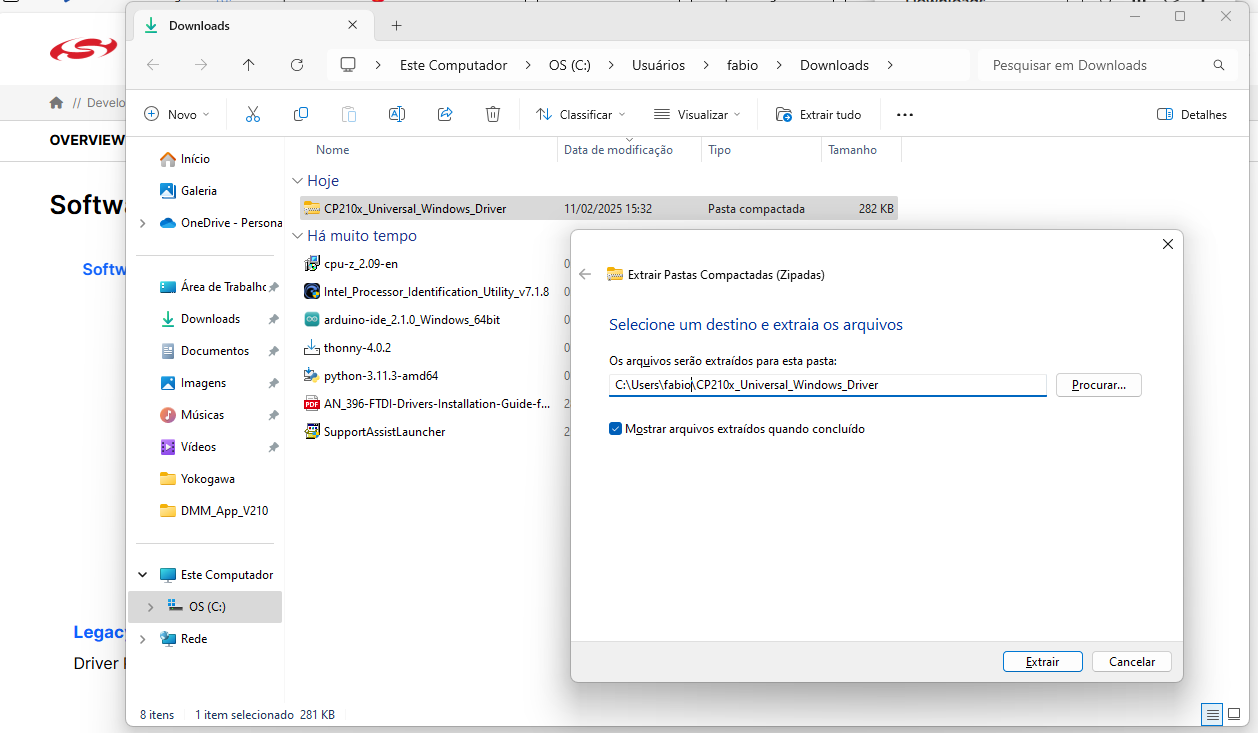 Downloads
Este Computador
OS (C:)
Usuários
fabio
Downloads
Pesquisar em Downloads
// Develo
Novo
Classificar
Visualizar
Extrair tudo
Detalhes
OVERVIEW
Softwa
Softw
Legac
Driver
Início
Galeria
OneDrive - Persona
Área de Trabalho
Downloads
Documentos
Imagens
Músicas
Vídeos
Yokogawa
DMM_App_V210
Este Computador
OS (C:)
Rede
Nome
Data de modificação
Tipo
Tamanho
Hoje
CP210x_Universal_Windows_Driver
11/02/2025 15:32
Pasta compactada
282 KB
Há muito tempo
cpu-z_2.09-en
0
Intel_Processor_Identification_Utility_v7.1.8
0
arduino-ide_2.1.0_Windows_64bit
0
thonny-4.0.2
0
python-3.11.3-amd64
0
PDF AN_396-FTDI-Drivers-Installation-Guide-f...
2
SupportAssistLauncher
2
Extrair Pastas Compactadas (Zipadas)
Selecione um destino e extraia os arquivos
Os arquivos serão extraídos para esta pasta:
C:\Users\fabio\CP210x_Universal_Windows_Driver
Procurar...
Mostrar arquivos extraídos quando concluído
Extrair
Cancelar
8 itens
1 item selecionado 281 KB